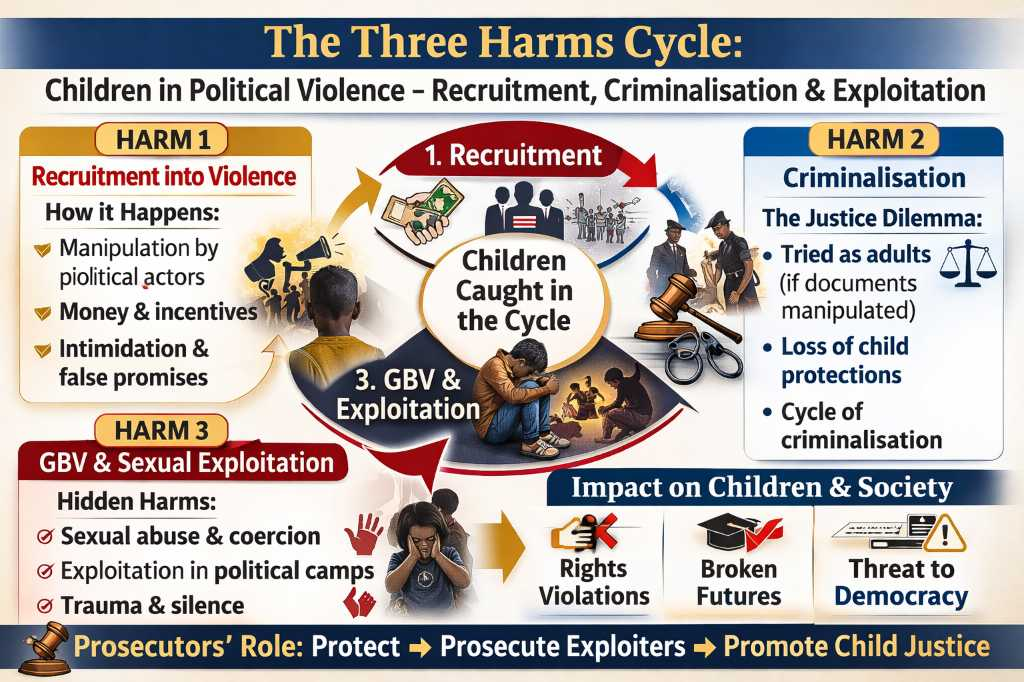 The Three Harms Cycle:
Children in Political Violence – Recruitment, Criminalisation & Exploitation
HARM 1
Recruitment into Violence
How it Happens:
Manipulation by
piolitical actors
Money & incentives
Intimidation &
false promises
1. Recruitment
Children
Caught in
the Cycle
3. GBV &
Exploitation
HARM 2
Criminalisation
The Justice Dilemma:
• Tried as adults
(if documents
manipulated)
• Loss of child
protections
• Cycle of
criminalisation
HARM 3
GBV & Sexual Exploitation
Hidden Harms:
Sexual abuse & coercion
Exploitation in political camps
Trauma & silence
Impact on Children & Society
Rights
Violations
Broken
Futures
Threat to
Democracy
Prosecutors' Role: Protect ➔ Prosecute Exploiters ➔ Promote Child Justice